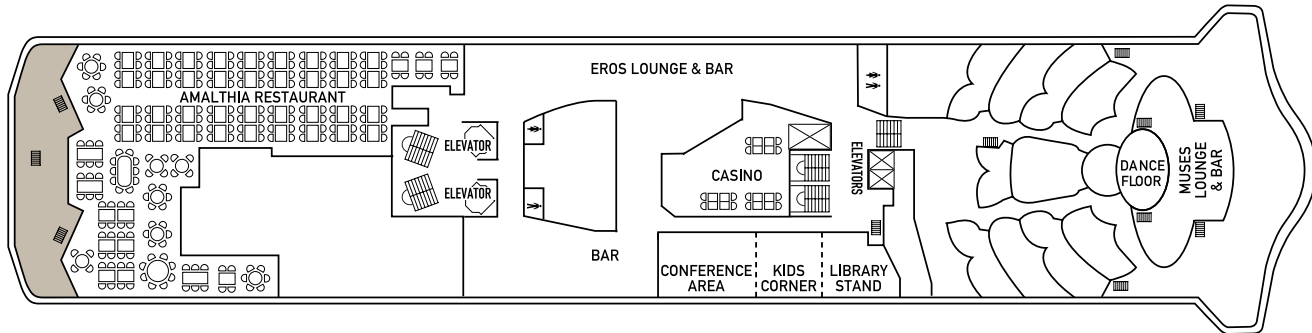 AMALTHIA RESTAURANT
ELEVATOR
ELEVATOR
EROS LOUNGE & BAR
BAR
CASINO
ELEVATORS
CONFERENCE
AREA
KIDS
CORNER
LIBRARY
STAND
DANCE
FLOOR
MUSES
LOUNGE
& BAR